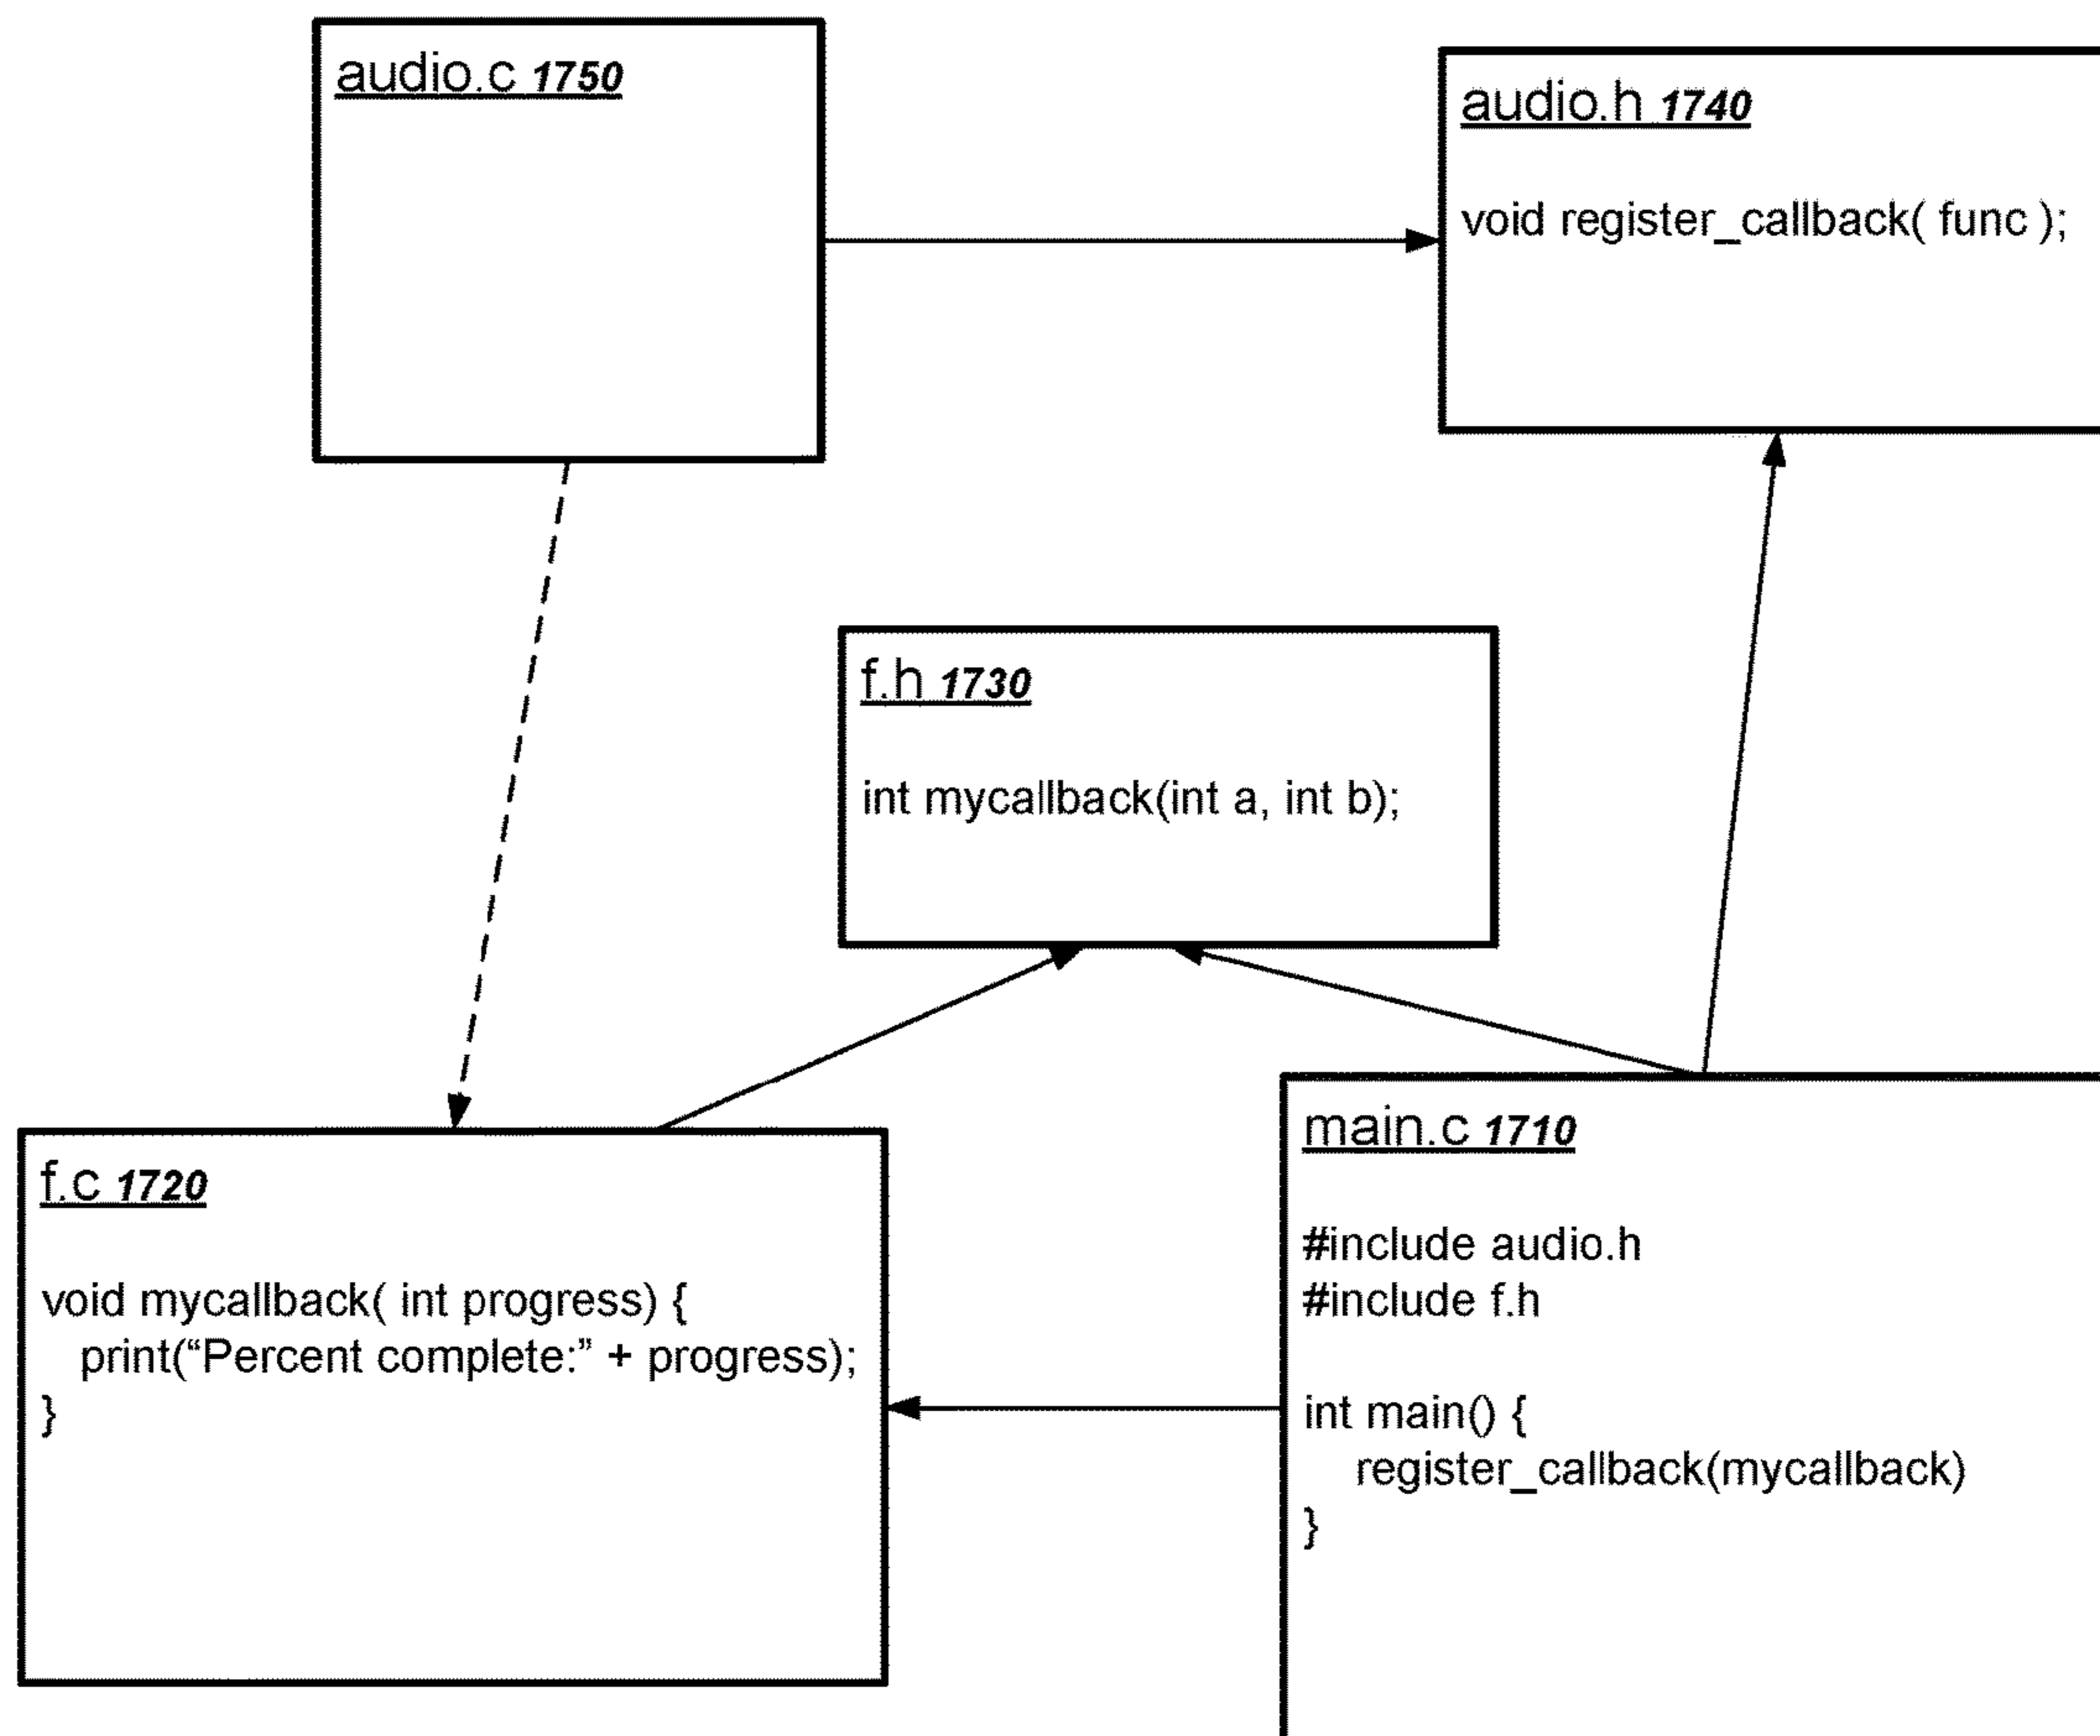 audio.c 1750
audio.h 1740
void register_callback( func );
f.h 1730
int mycallback(int a, int b);
f.c 1720
void mycallback( int progress) {
print(“Percent complete:” + progress);
}
main.c 1710
#include audio.h
#include f.h
int main() {
register_callback(mycallback)
}